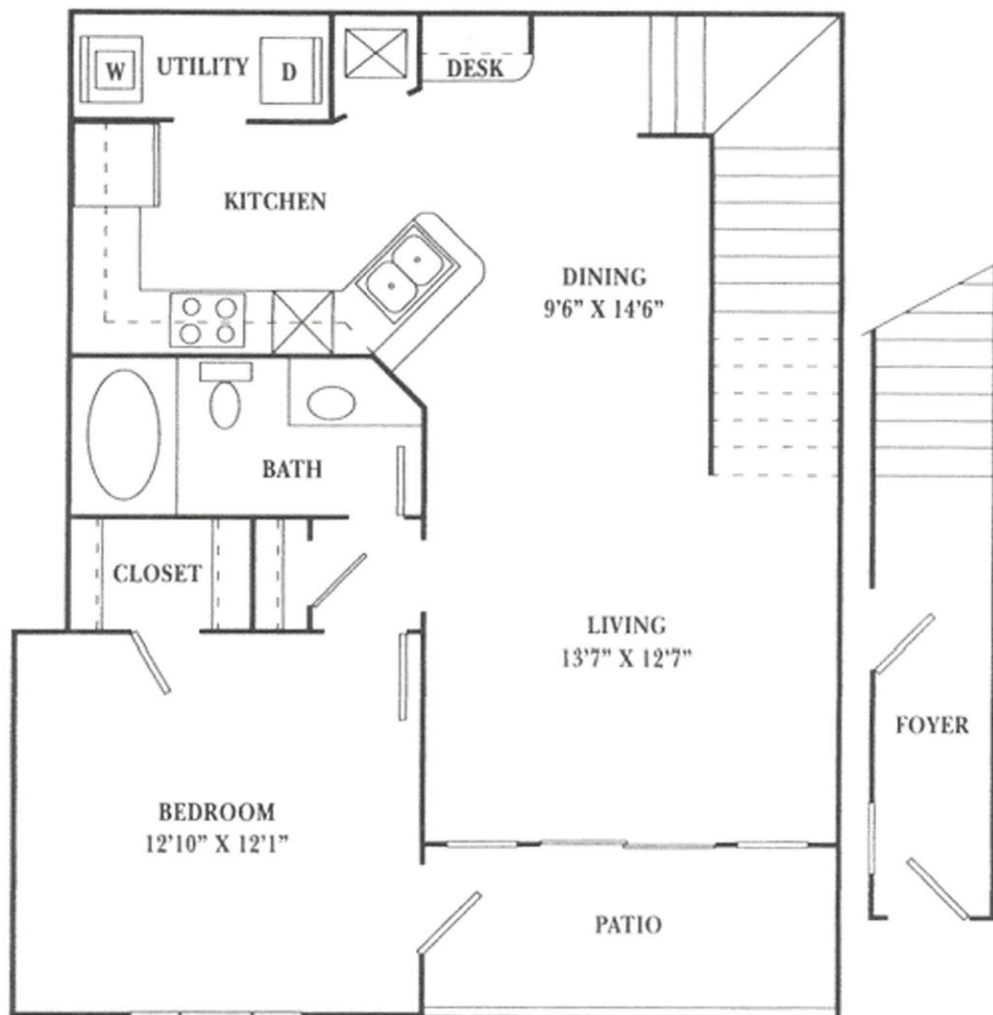 W
UTILITY
D
DESK
KITCHEN
DINING
9'6" X 14'6"
BATH
CLOSET
LIVING
13'7" X 12'7"
FOYER
BEDROOM
12'10" X 12'1"
PATIO